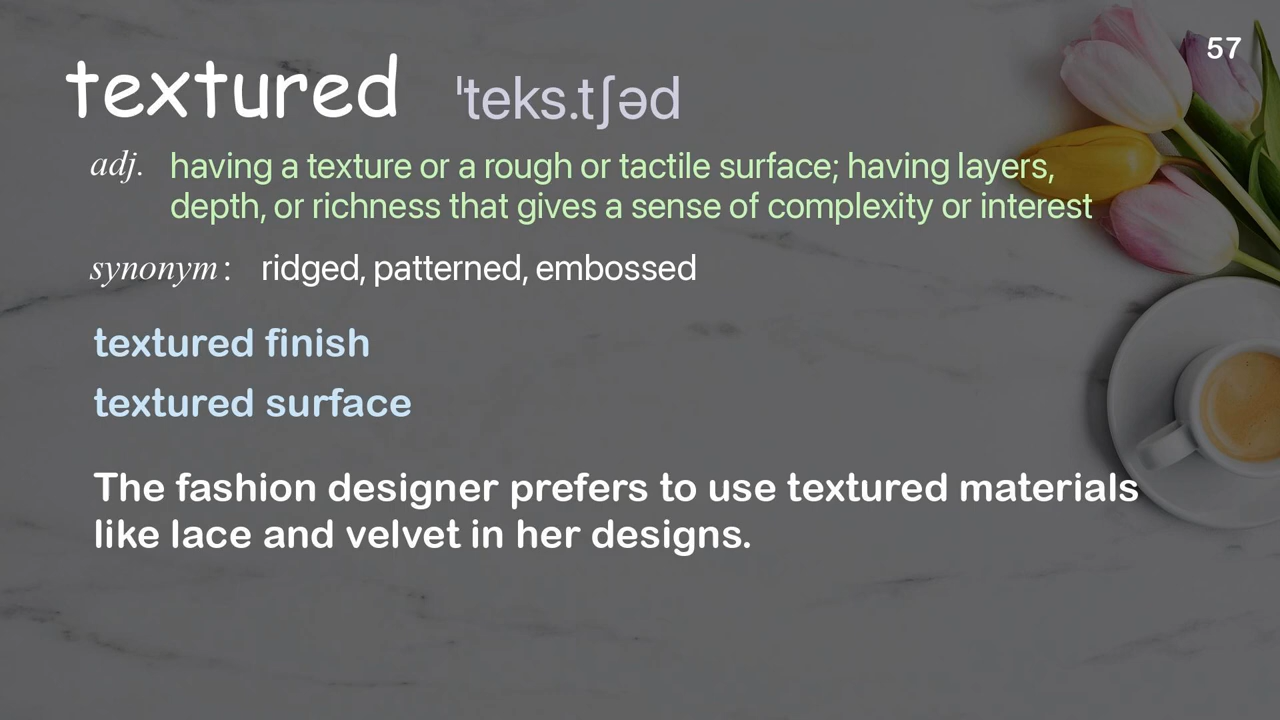 57
textured ˈteks.tʃəd
adj. having a texture or a rough or tactile surface; having layers,
depth, or richness that gives a sense of complexity or interest
synonym: ridged, patterned, embossed
textured finish
textured surface
The fashion designer prefers to use textured materials
like lace and velvet in her designs.